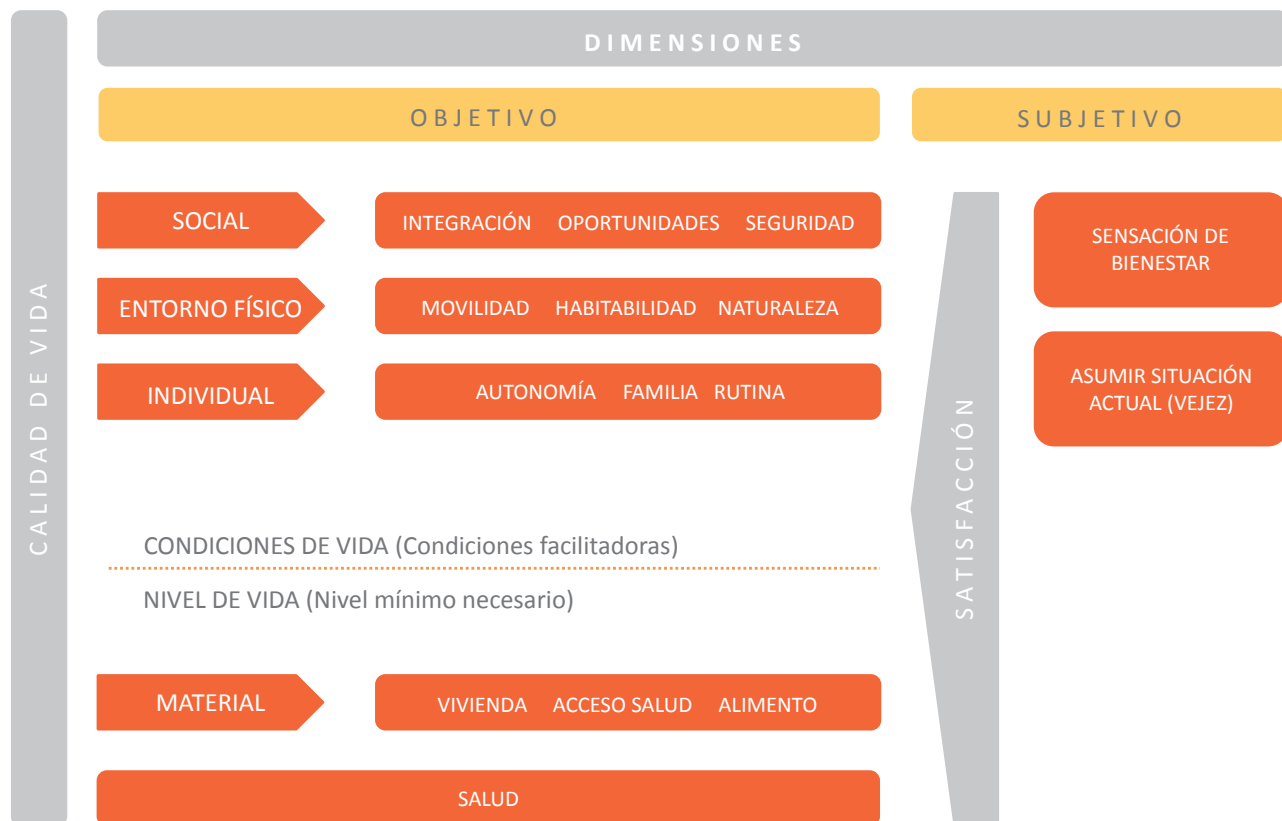 DIMENSIONES
OBJETIVO
SUBJETIVO
CALIDAD DE VIDA
SOCIAL
INTEGRACIÓN OPORTUNIDADES SEGURIDAD
ENTORNO FÍSICO
MOVILIDAD HABITABILIDAD NATURALEZA
INDIVIDUAL
AUTONOMÍA FAMILIA RUTINA
CONDICIONES DE VIDA (Condiciones facilitadoras)
NIVEL DE VIDA (Nivel mínimo necesario)
MATERIAL
VIVIENDA ACCESO SALUD ALIMENTO
SALUD
SATISFACCIÓN
SENSACIÓN DE
BIENESTAR
ASUMIR SITUACIÓN
ACTUAL (VEJEZ)